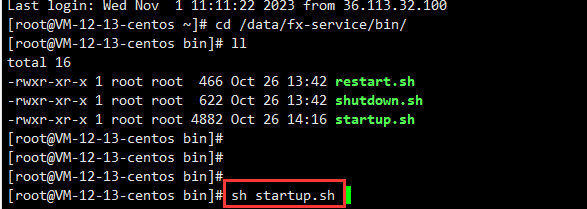 Last login: Wed Nov  1 11:11:22 2023 from 36.113.32.100
[root@VM-12-13-centos ~]# cd /data/fx-service/bin/
[root@VM-12-13-centos bin]# ll
total 16
-rwxr-xr-x 1 root root  466 Oct 26 13:42 restart.sh
-rwxr-xr-x 1 root root  622 Oct 26 13:42 shutdown.sh
-rwxr-xr-x 1 root root 4882 Oct 26 14:16 startup.sh
[root@VM-12-13-centos bin]#
[root@VM-12-13-centos bin]#
[root@VM-12-13-centos bin]#
[root@VM-12-13-centos bin]# sh startup.sh